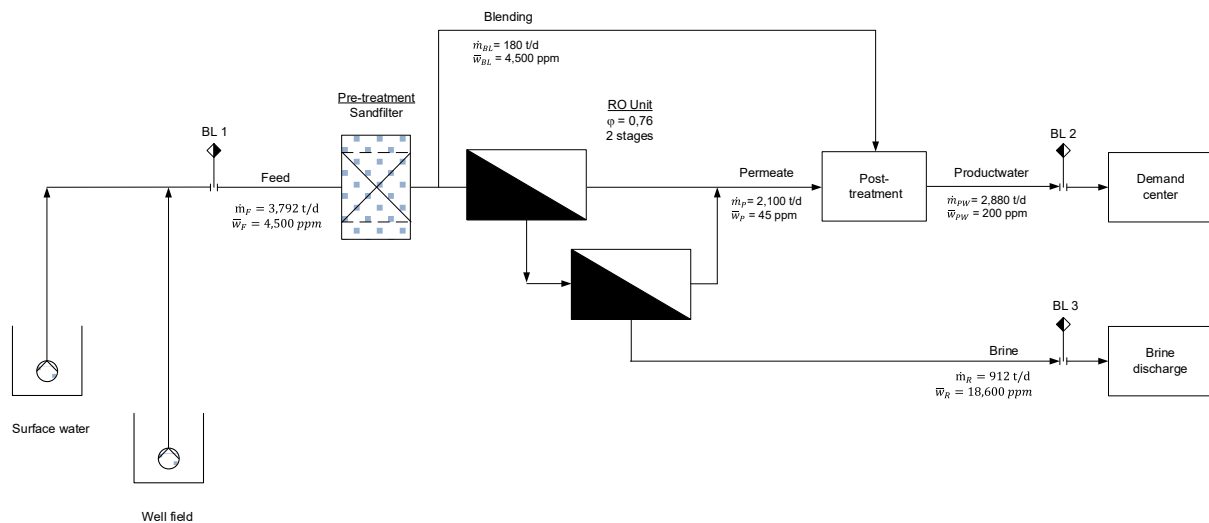 Blending
ṁ_BL= 180 t/d
w̅_BL = 4,500 ppm
Pre-treatment
Sandfilter
RO Unit
φ = 0,76
2 stages
BL 1
BL 2
Feed
ṁ_F = 3,792 t/d
w̅_F = 4,500 ppm
Permeate
ṁ_P = 2,100 t/d
w̅_P = 45 ppm
Post-
treatment
Productwater
ṁ_PW = 2,880 t/d
w̅_PW = 200 ppm
Demand
center
BL 3
Brine
ṁ_R = 912 t/d
w̅_R = 18,600 ppm
Brine
discharge
Surface water
Well field